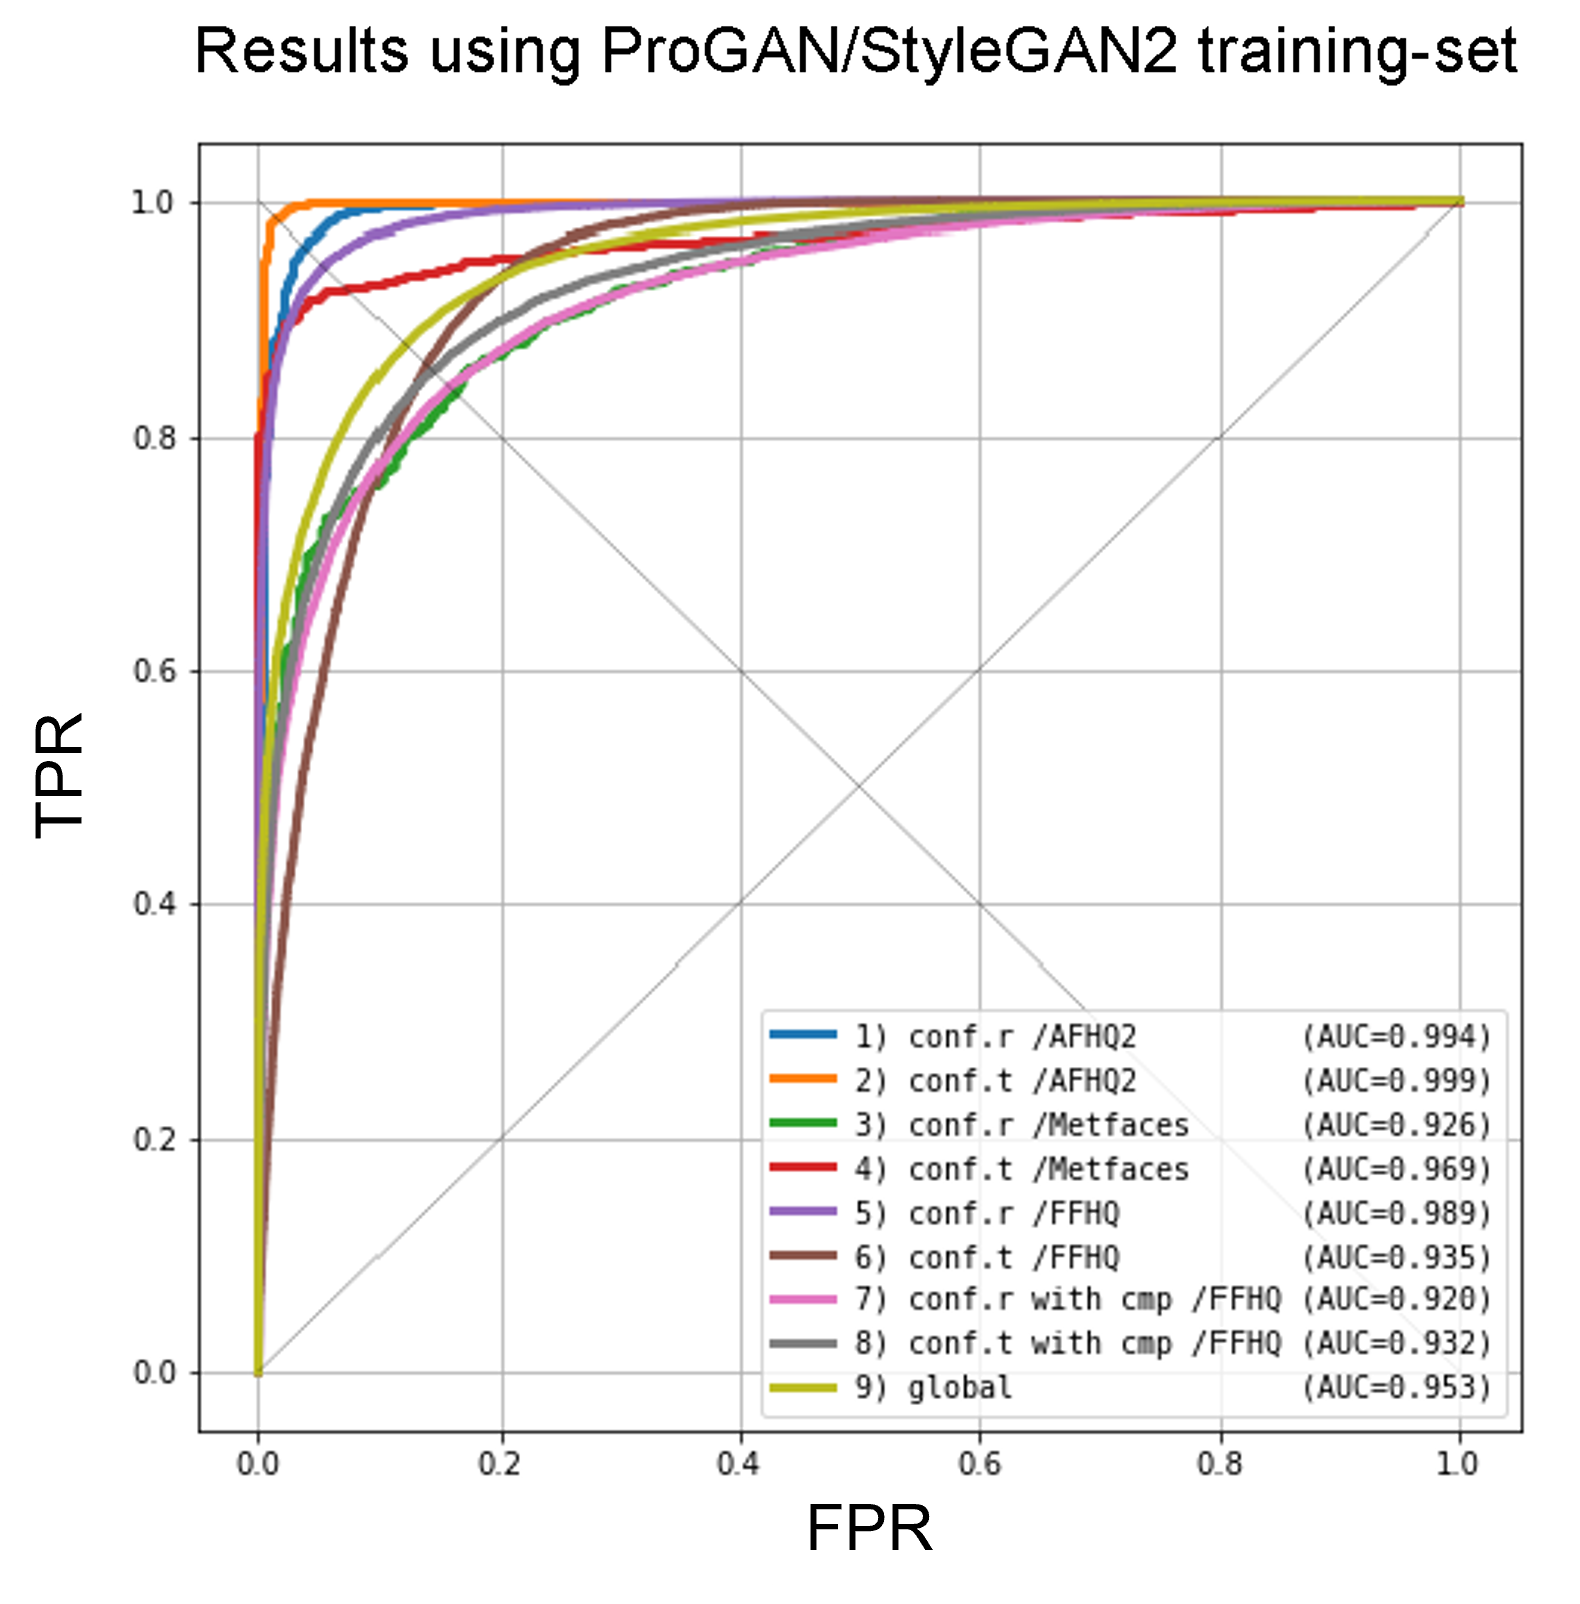 Results using ProGAN/StyleGAN2 training-set
1.0
0.8
0.6
0.4
0.2
0.0
TPR
1) conf.r /AFHQ2 (AUC=0.994)
2) conf.t /AFHQ2 (AUC=0.999)
3) conf.r /Metfaces (AUC=0.926)
4) conf.t /Metfaces (AUC=0.969)
5) conf.r /FFHQ (AUC=0.989)
6) conf.t /FFHQ (AUC=0.935)
7) conf.r with cmp /FFHQ (AUC=0.920)
8) conf.t with cmp /FFHQ (AUC=0.932)
9) global (AUC=0.953)
0.0 0.2 0.4 0.6 0.8 1.0
FPR